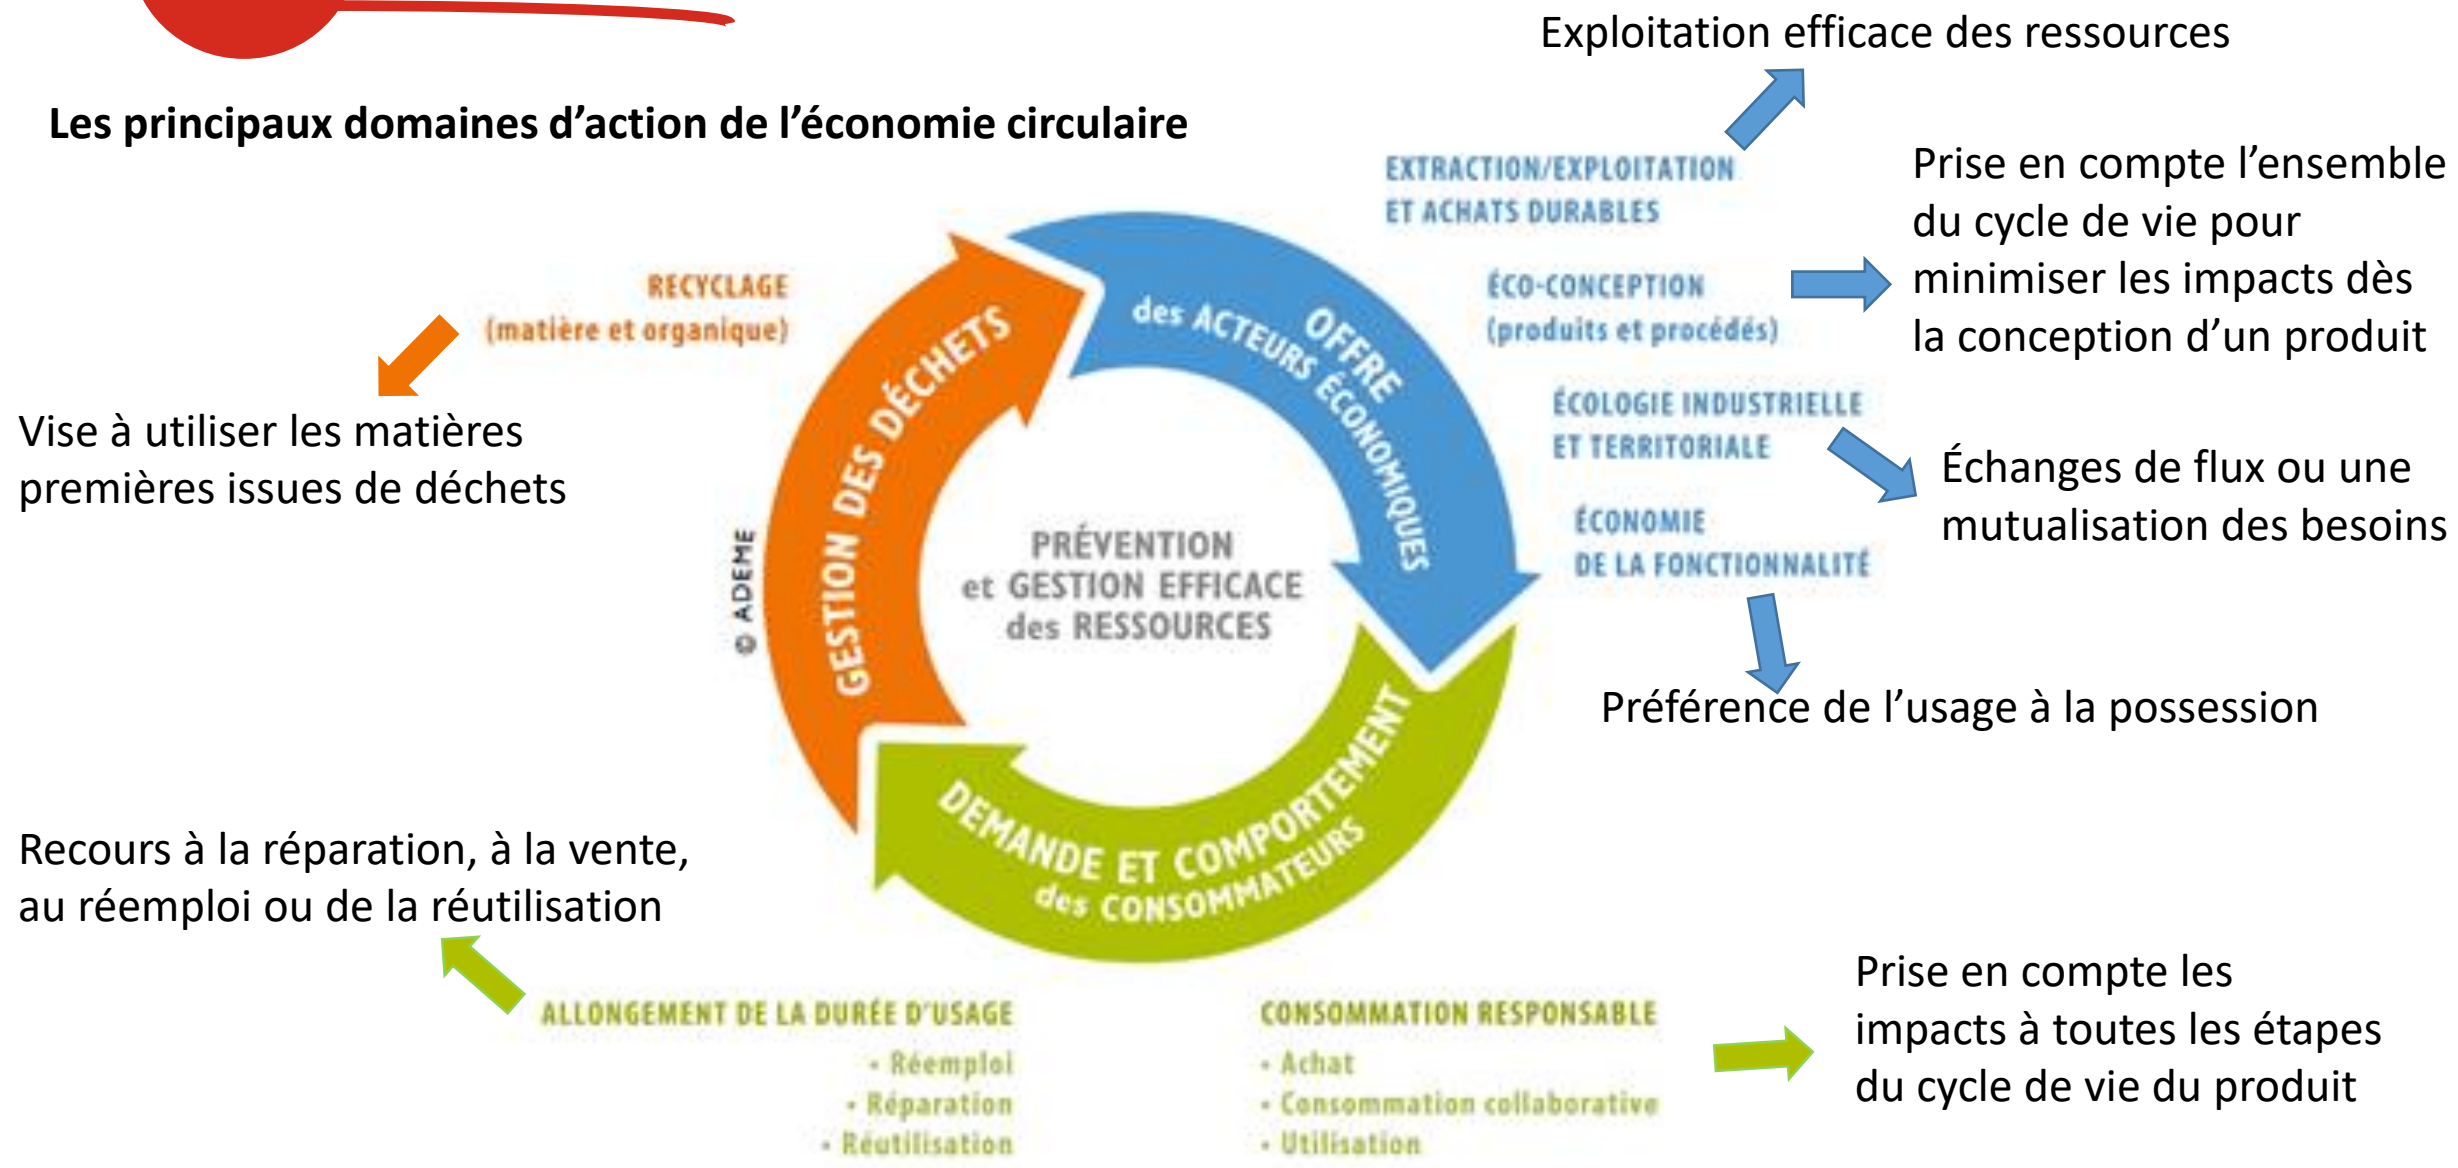 Exploitation efficace des ressources
Les principaux domaines d’action de l’économie circulaire
EXTRACTION/EXPLOITATION
ET ACHATS DURABLES
Prise en compte l’ensemble
du cycle de vie pour
minimiser les impacts dès
la conception d’un produit
ÉCO-CONCEPTION
(produits et procédés)
ÉCOLOGIE INDUSTRIELLE
ET TERRITORIALE
Échanges de flux ou une
mutualisation des besoins
ÉCONOMIE
DE LA FONCTIONNALITÉ
Préférence de l’usage à la possession
OFFRE
des ACTEURS ÉCONOMIQUES
RECYCLAGE
(matière et organique)
Vise à utiliser les matières
premières issues de déchets
GESTION DES DÉCHETS
© ADEME
PRÉVENTION
et GESTION EFFICACE
des RESSOURCES
DEMANDE ET COMPORTEMENT
des CONSOMMATEURS
Recours à la réparation, à la vente,
au réemploi ou de la réutilisation
ALLONGEMENT DE LA DURÉE D’USAGE
• Réemploi
• Réparation
• Réutilisation
CONSOMMATION RESPONSABLE
• Achat
• Consommation collaborative
• Utilisation
Prise en compte les
impacts à toutes les étapes
du cycle de vie du produit